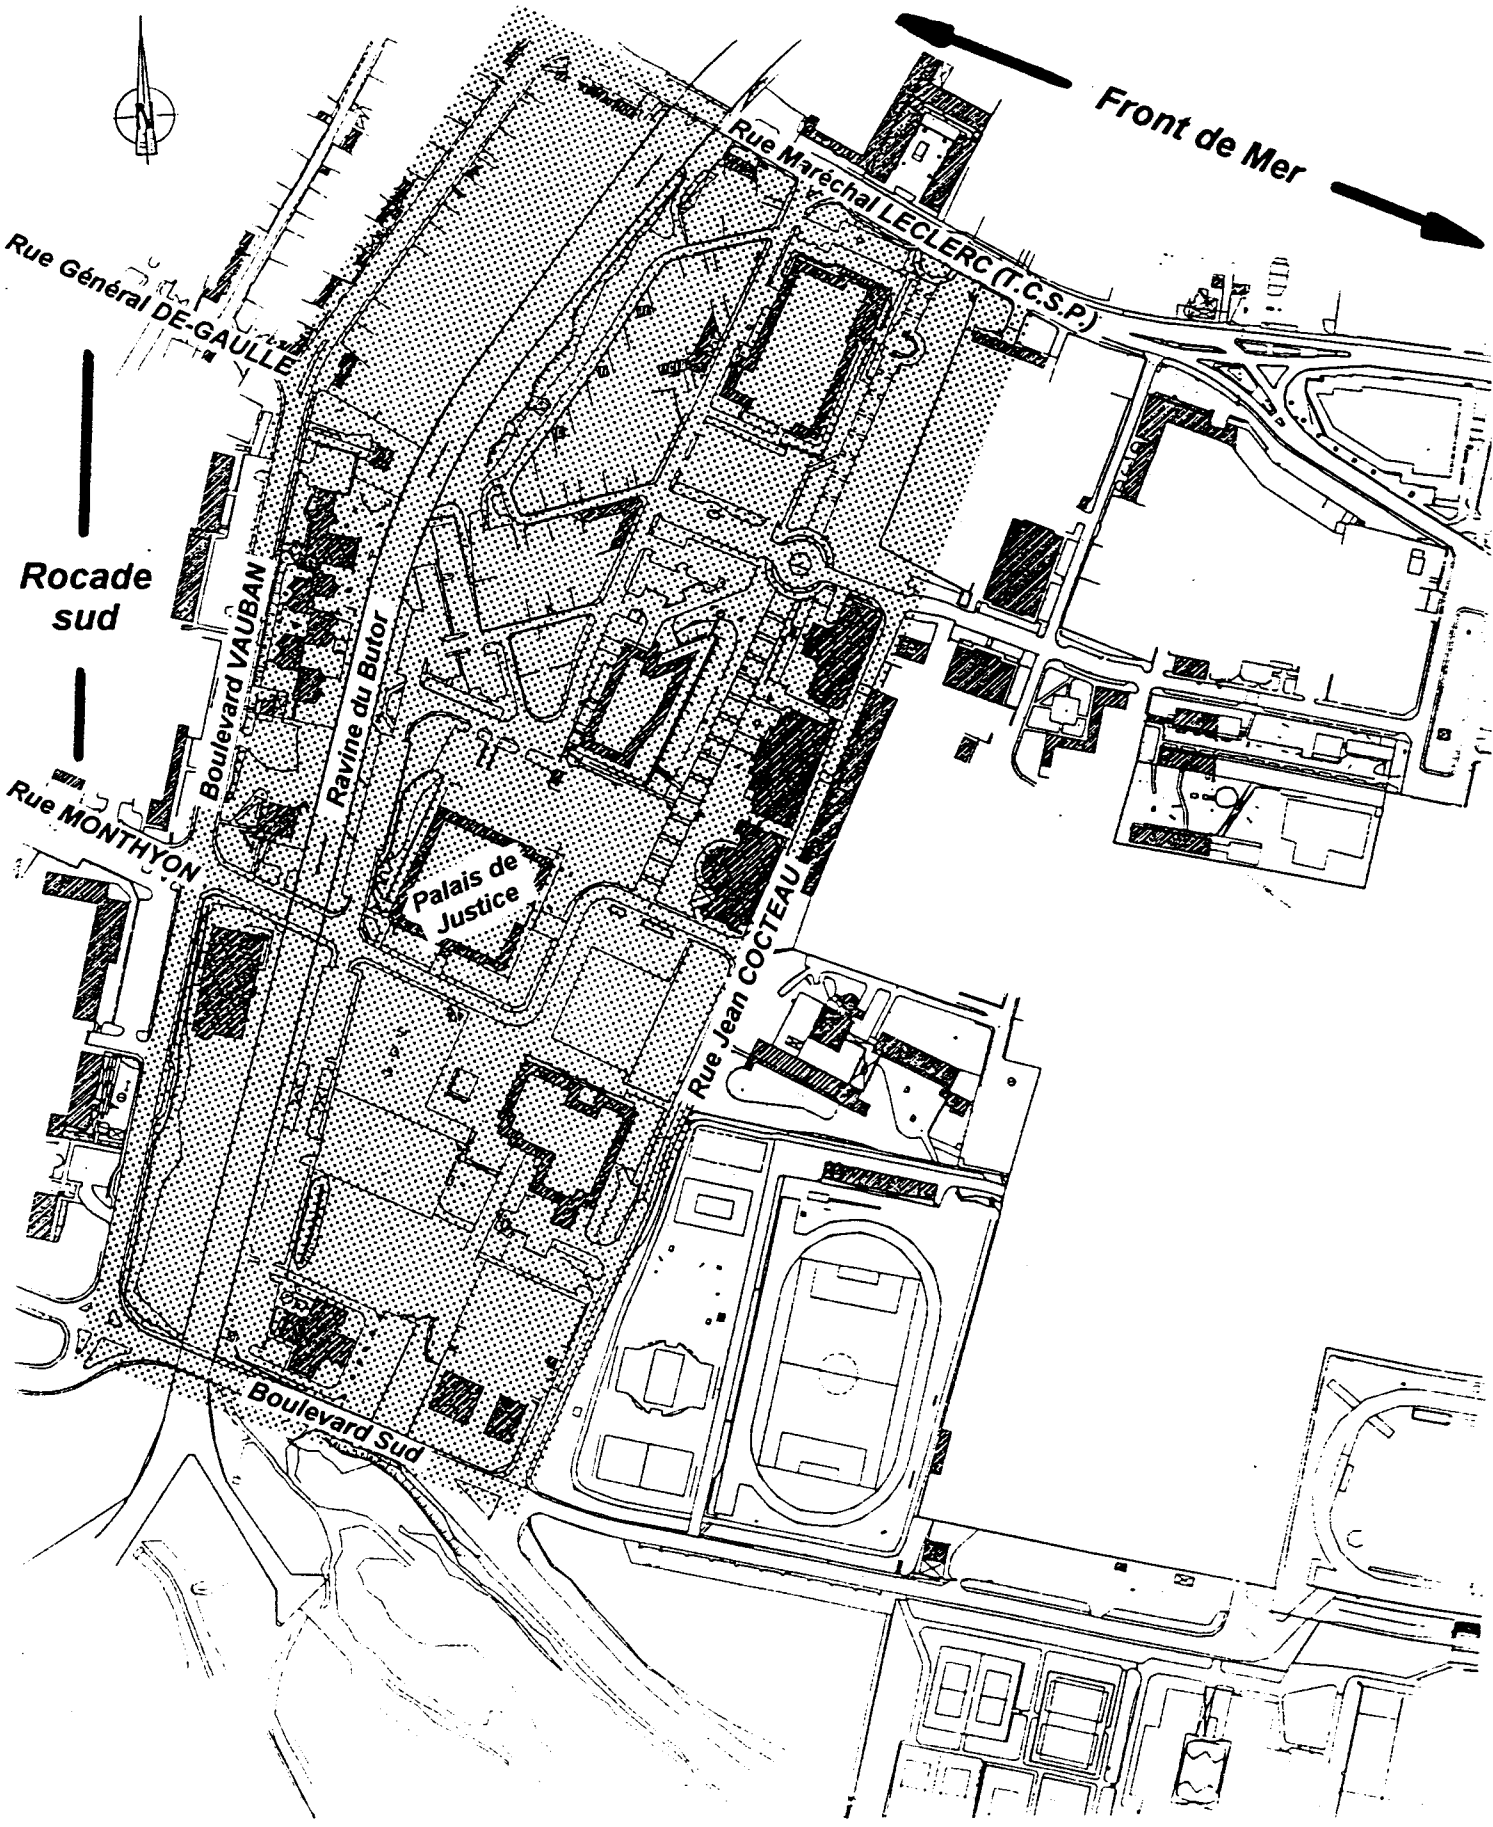 N
Front de Mer
Rue Maréchal LECLERC (T.C.S.P.)
Rue Général DE-GAULLE
Rocade
sud
Boulevard VAUBAN
Ravine du Butor
Rue MONTHYON
Palais de
Justice
Rue Jean COCTEAU
Boulevard Sud